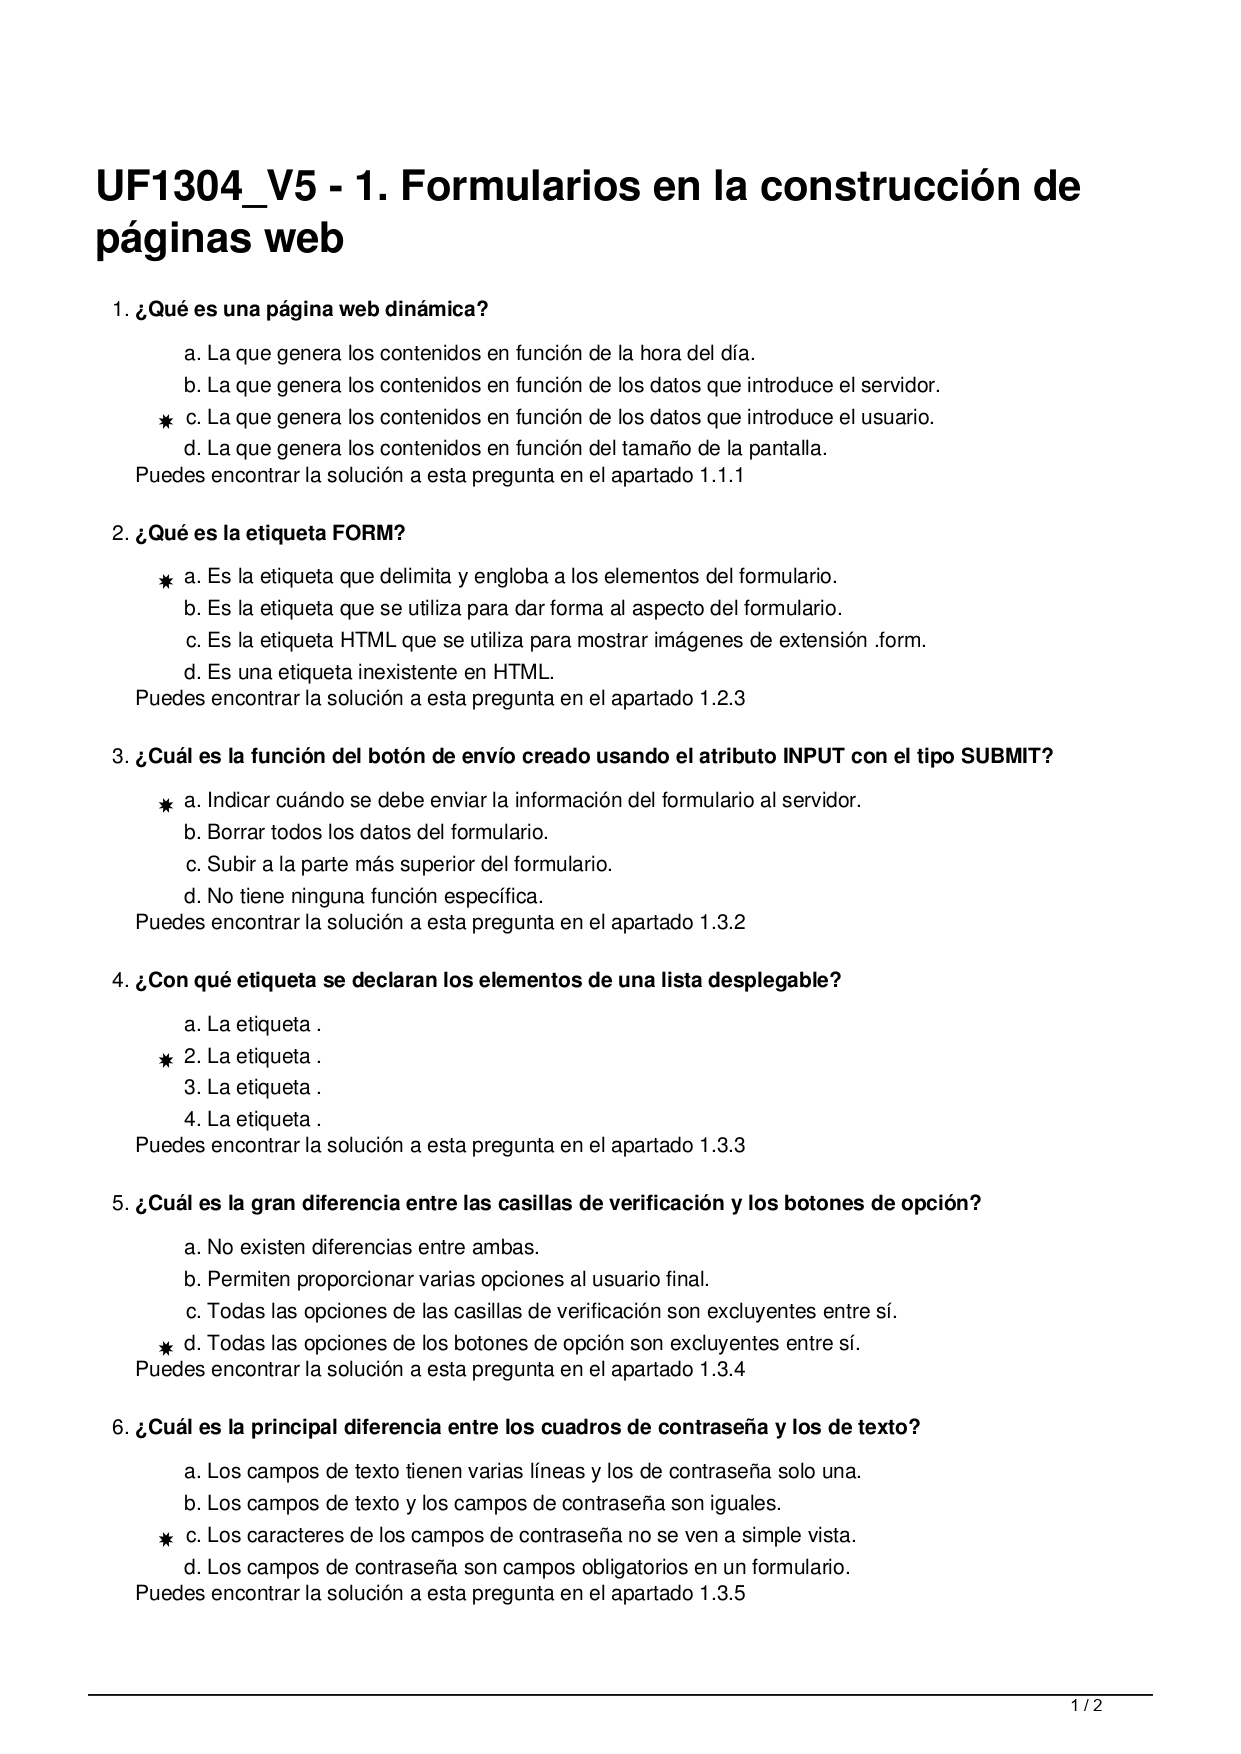 UF1304_V5 - 1. Formularios en la construcción de
páginas web
1. ¿Qué es una página web dinámica?
a. La que genera los contenidos en función de la hora del día.
b. La que genera los contenidos en función de los datos que introduce el servidor.
c. La que genera los contenidos en función de los datos que introduce el usuario.
d. La que genera los contenidos en función del tamaño de la pantalla.
Puedes encontrar la solución a esta pregunta en el apartado 1.1.1
2. ¿Qué es la etiqueta FORM?
a. Es la etiqueta que delimita y engloba a los elementos del formulario.
b. Es la etiqueta que se utiliza para dar forma al aspecto del formulario.
c. Es la etiqueta HTML que se utiliza para mostrar imágenes de extensión .form.
d. Es una etiqueta inexistente en HTML.
Puedes encontrar la solución a esta pregunta en el apartado 1.2.3
3. ¿Cuál es la función del botón de envío creado usando el atributo INPUT con el tipo SUBMIT?
a. Indicar cuándo se debe enviar la información del formulario al servidor.
b. Borrar todos los datos del formulario.
c. Subir a la parte más superior del formulario.
d. No tiene ninguna función específica.
Puedes encontrar la solución a esta pregunta en el apartado 1.3.2
4. ¿Con qué etiqueta se declaran los elementos de una lista desplegable?
a. La etiqueta .
2. La etiqueta .
3. La etiqueta .
4. La etiqueta .
Puedes encontrar la solución a esta pregunta en el apartado 1.3.3
5. ¿Cuál es la gran diferencia entre las casillas de verificación y los botones de opción?
a. No existen diferencias entre ambas.
b. Permiten proporcionar varias opciones al usuario final.
c. Todas las opciones de las casillas de verificación son excluyentes entre sí.
d. Todas las opciones de los botones de opción son excluyentes entre sí.
Puedes encontrar la solución a esta pregunta en el apartado 1.3.4
6. ¿Cuál es la principal diferencia entre los cuadros de contraseña y los de texto?
a. Los campos de texto tienen varias líneas y los de contraseña solo una.
b. Los campos de texto y los campos de contraseña son iguales.
c. Los caracteres de los campos de contraseña no se ven a simple vista.
d. Los campos de contraseña son campos obligatorios en un formulario.
Puedes encontrar la solución a esta pregunta en el apartado 1.3.5
1 / 2